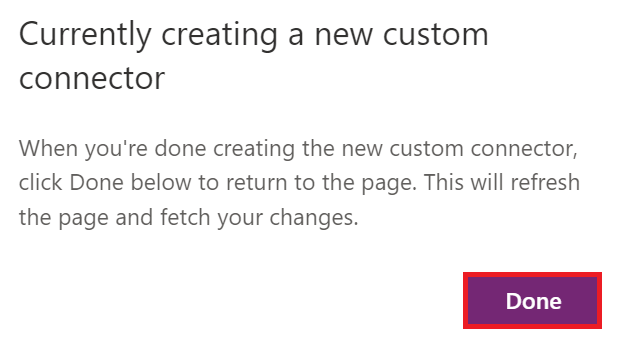 Currently creating a new custom
connector
When you're done creating the new custom connector,
click Done below to return to the page. This will refresh
the page and fetch your changes.
Done